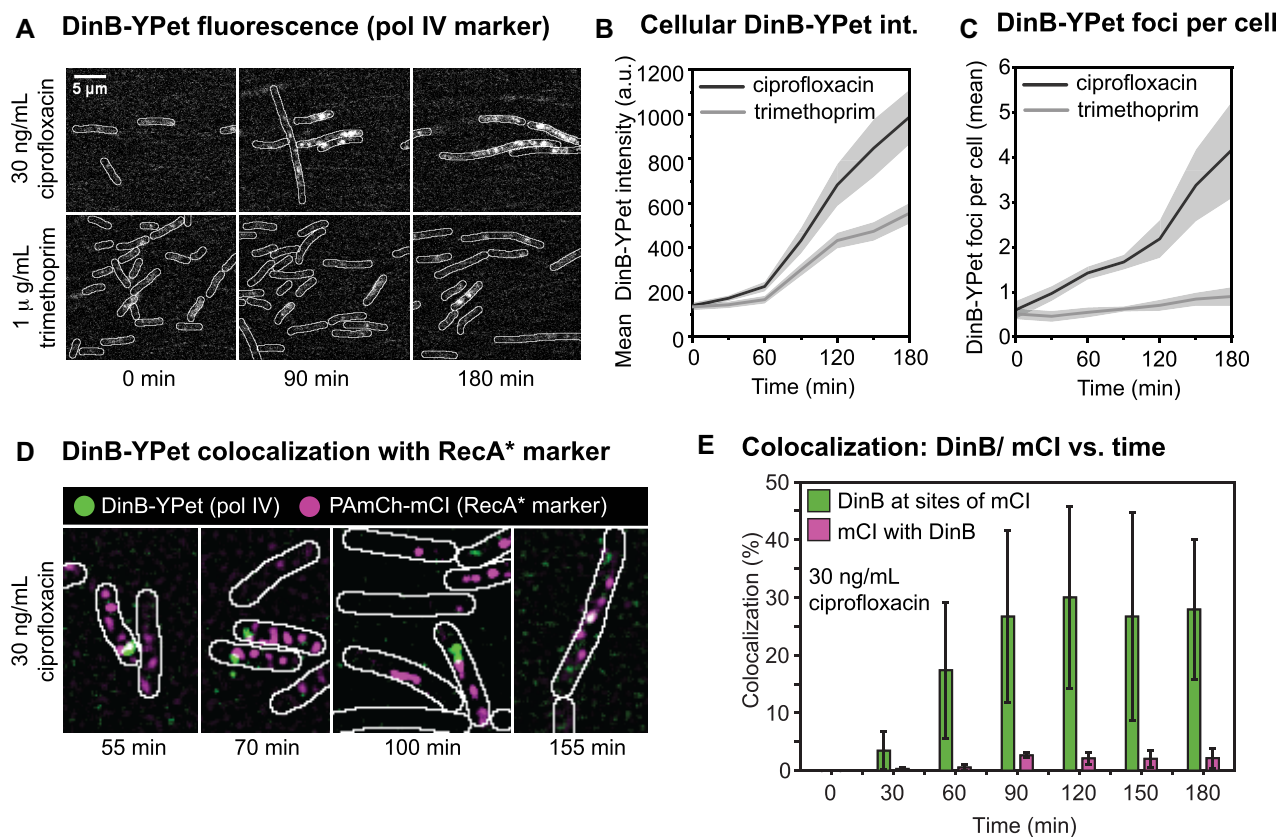 A DinB-YPet fluorescence (pol IV marker)
5 µm
30 ng/mL
ciprofloxacin
1 µ g/mL
trimethoprim
0 min
90 min
180 min
B Cellular DinB-YPet int.
Mean DinB-YPet intensity (a.u.)
1200
1000
800
600
400
200
0
ciprofloxacin
trimethoprim
0 60 120 180
Time (min)
C DinB-YPet foci per cell
DinB-YPet foci per cell (mean)
6
5
4
3
2
1
0
ciprofloxacin
trimethoprim
0 60 120 180
Time (min)
D DinB-YPet colocalization with RecA* marker
DinB-YPet (pol IV) PAmCh-mCI (RecA* marker)
30 ng/mL
ciprofloxacin
55 min
70 min
100 min
155 min
E Colocalization: DinB/ mCI vs. time
Colocalization (%)
50
40
30
20
10
0
DinB at sites of mCI
mCI with DinB
30 ng/mL
ciprofloxacin
0 30 60 90 120 150 180
Time (min)